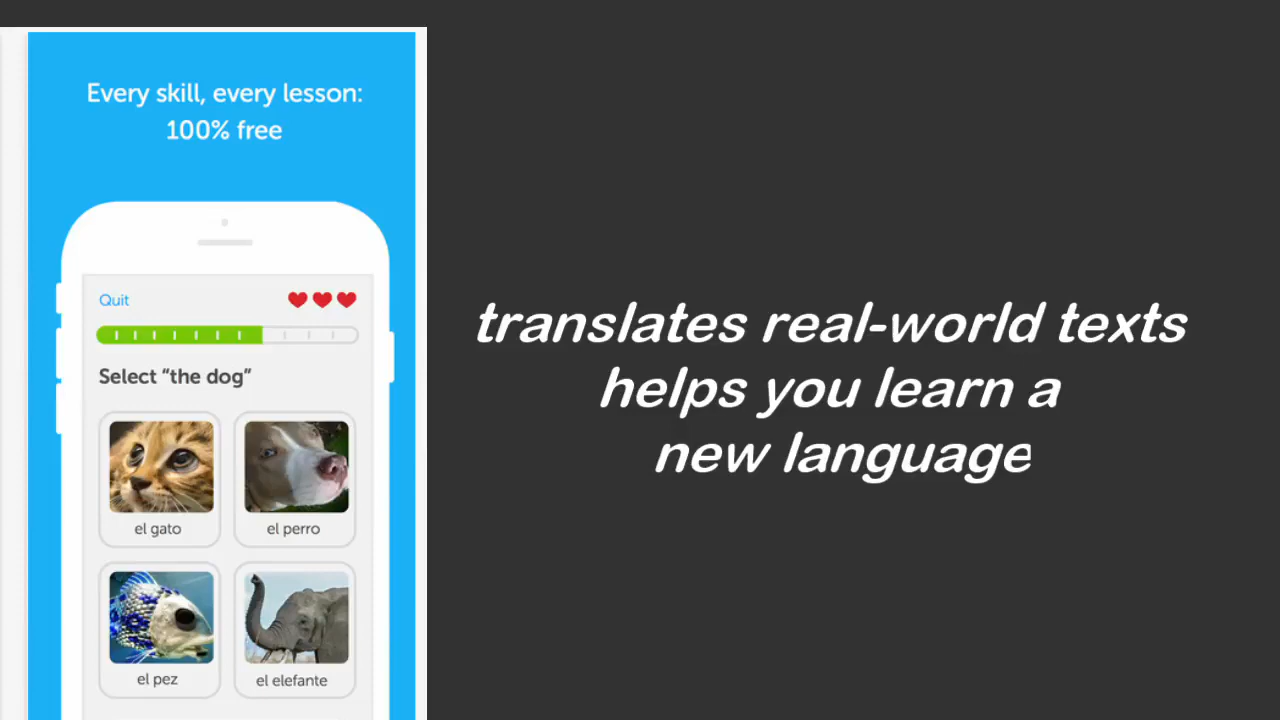 Every skill, every lesson:
100% free
Quit
Select “the dog”
el gato
el perro
el pez
el elefante
translates real-world texts
helps you learn a
new language